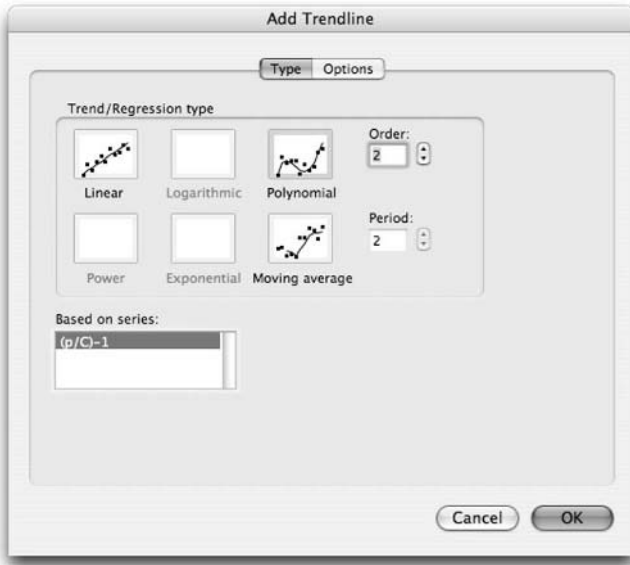 Add Trendline
Type Options
Trend/Regression type
Order:
2
Linear Logarithmic Polynomial
Period:
2
Power Exponential Moving average
Based on series:
(p/C)-1
Cancel OK